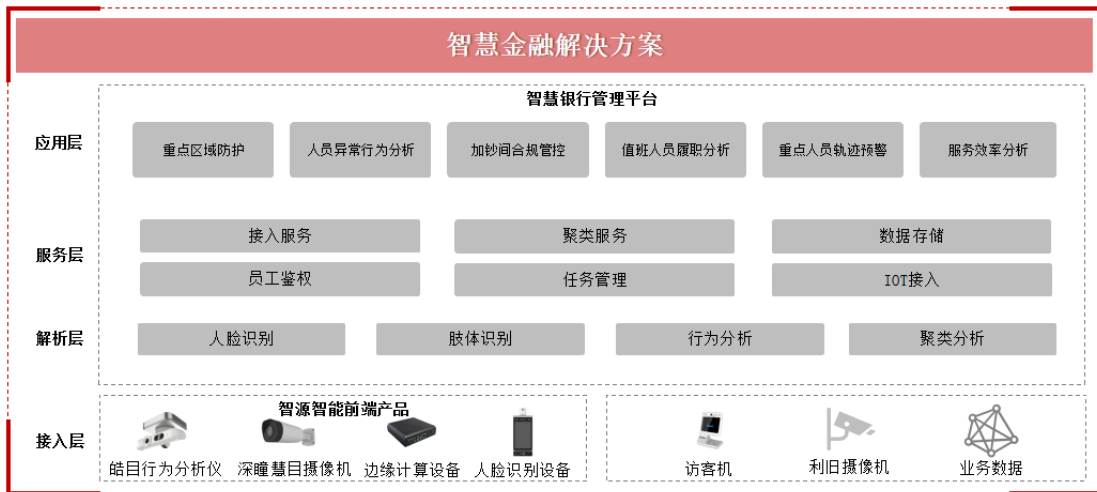 智慧金融解决方案
智慧银行管理平台
应用层
重点区域防护
人员异常行为分析
加钞间合规管控
值班人员履职分析
重点人员轨迹预警
服务效率分析
服务层
接入服务
聚类服务
数据存储
员工鉴权
任务管理
IOT接入
解析层
人脸识别
肢体识别
行为分析
聚类分析
接入层
智源智能前端产品
皓目行为分析仪
深瞳慧目摄像机
边缘计算设备
人脸识别设备
访客机
利旧摄像机
业务数据